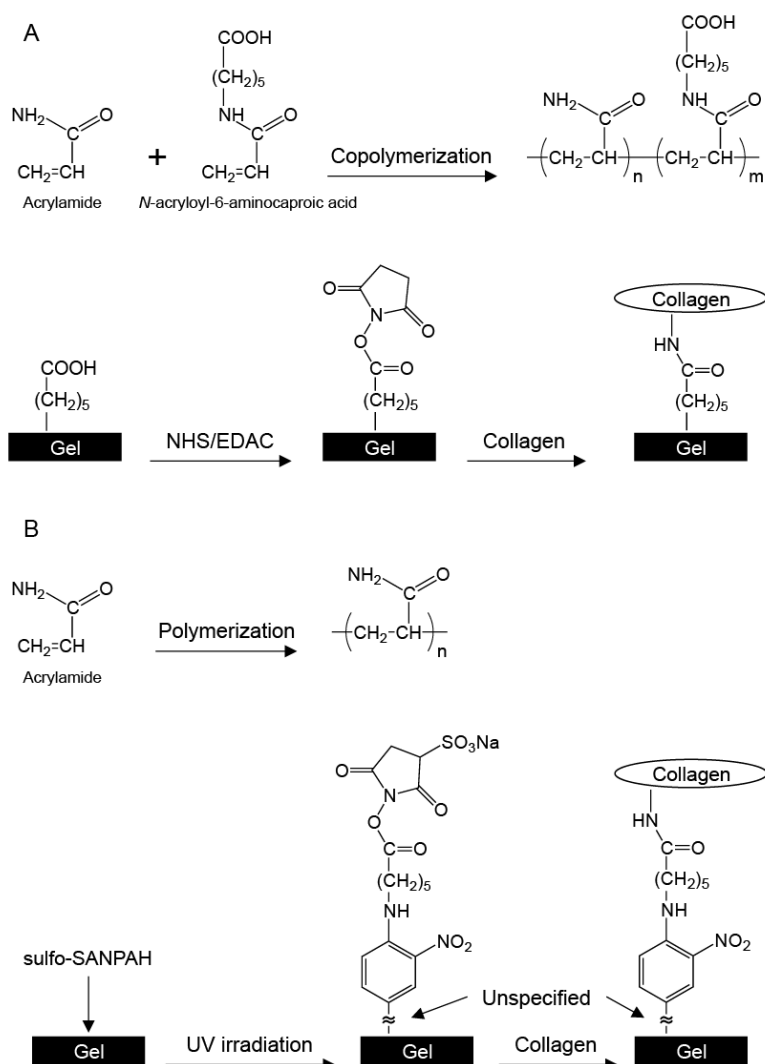 A
COOH
(CH₂)₅
NH₂ C O
HN C O
CH₂=CH
CH₂=CH
Acrylamide
+
N-acryloyl-6-aminocaproic acid
Copolymerization
COOH
(CH₂)₅
NH₂ C O
HN C O
(CH₂-CH)n (CH₂-CH)m
COOH
(CH₂)₅
Gel
NHS/EDAC
O N O
O
C=O
(CH₂)₅
Gel
Collagen
Collagen
HN
C=O
(CH₂)₅
Gel
B
NH₂ C O
CH₂=CH
Acrylamide
Polymerization
NH₂ C O
(CH₂-CH)n
sulfo-SANPAH
Gel
UV irradiation
SO₃Na
O N O
O
C=O
(CH₂)₅
NH
NO₂
≈
Gel
Unspecified
Collagen
Collagen
HN
C=O
(CH₂)₅
NH
NO₂
≈
Gel